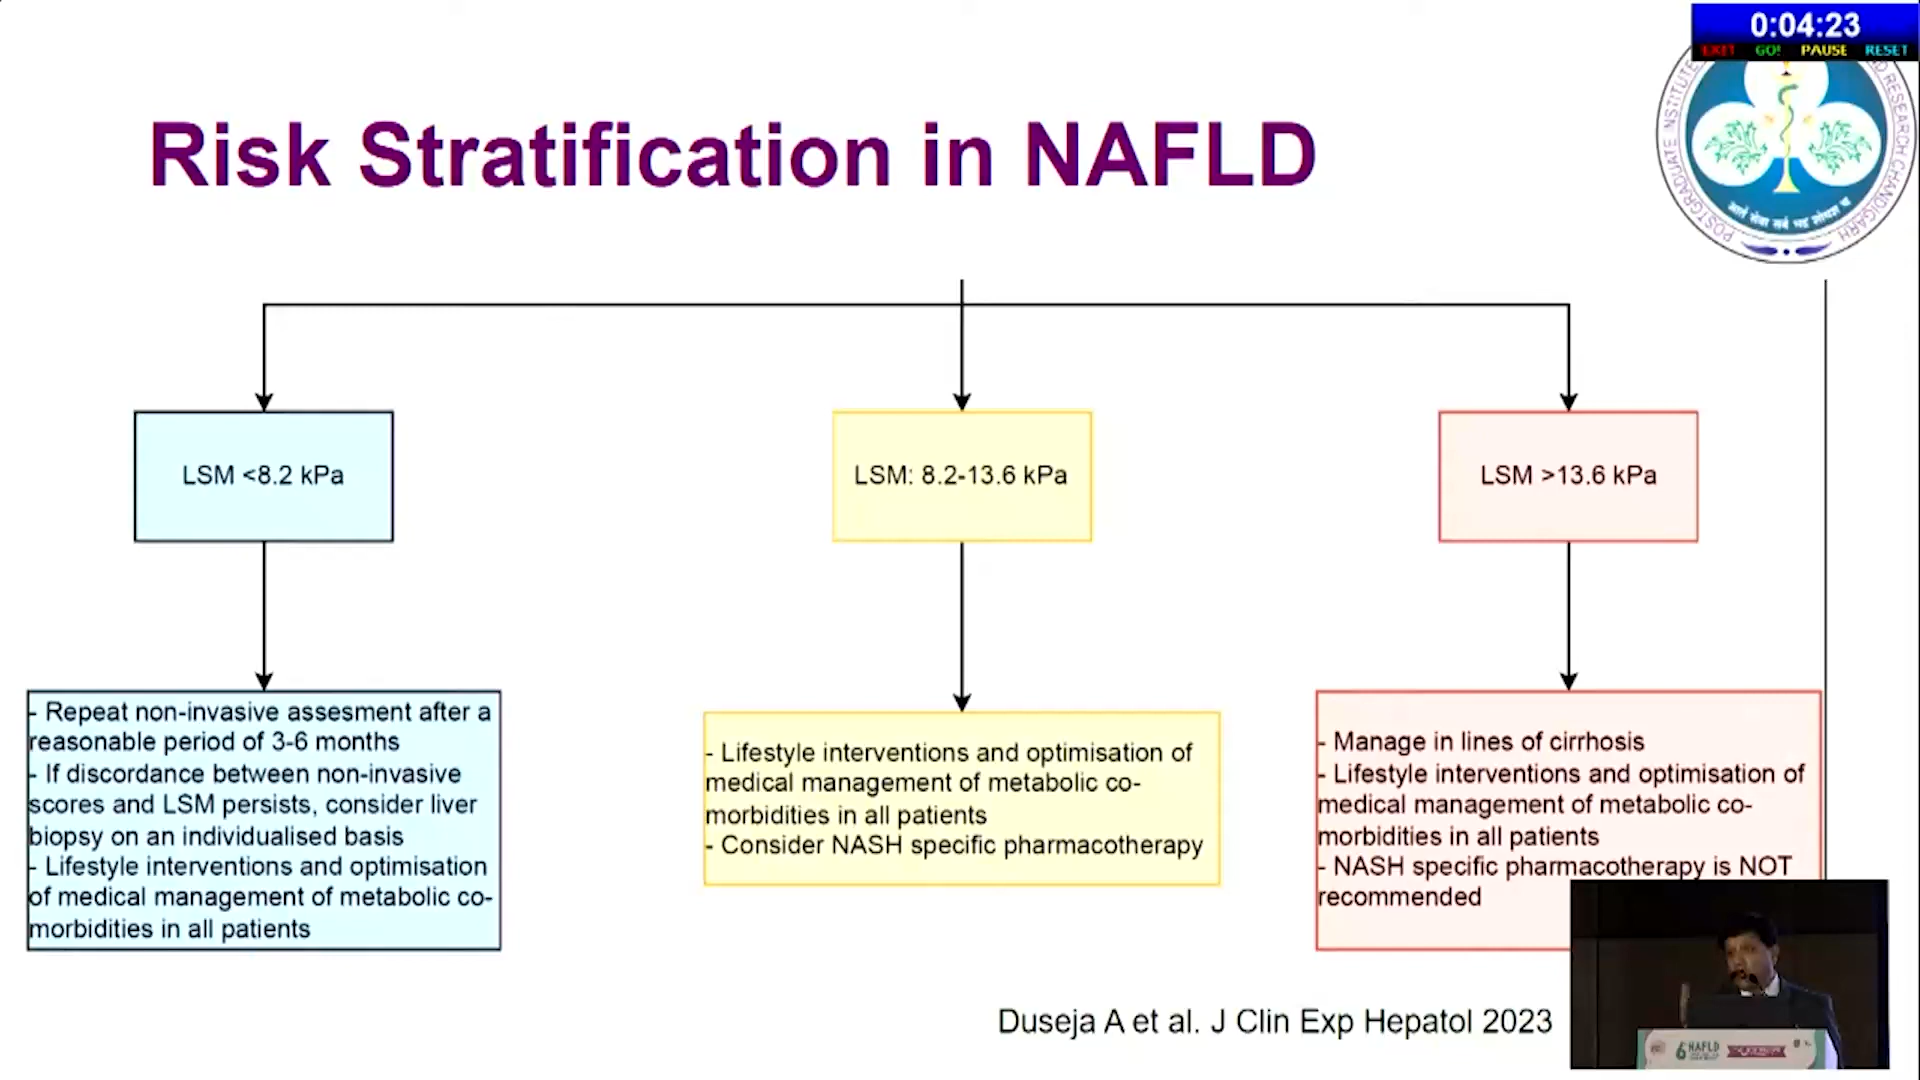 0:04:23
EXIT GO! PAUSE RESET
Risk Stratification in NAFLD
POSTGRADUATE INSTITUTE
RESEARCH CHANDIGARH
LSM <8.2 kPa
LSM: 8.2-13.6 kPa
LSM >13.6 kPa
- Repeat non-invasive assesment after a
reasonable period of 3-6 months
- If discordance between non-invasive
scores and LSM persists, consider liver
biopsy on an individualised basis
- Lifestyle interventions and optimisation
of medical management of metabolic co-
morbidities in all patients
- Lifestyle interventions and optimisation of
medical management of metabolic co-
morbidities in all patients
- Consider NASH specific pharmacotherapy
- Manage in lines of cirrhosis
- Lifestyle interventions and optimisation of
medical management of metabolic co-
morbidities in all patients
- NASH specific pharmacotherapy is NOT
recommended
Duseja A et al. J Clin Exp Hepatol 2023
6 NAFLD